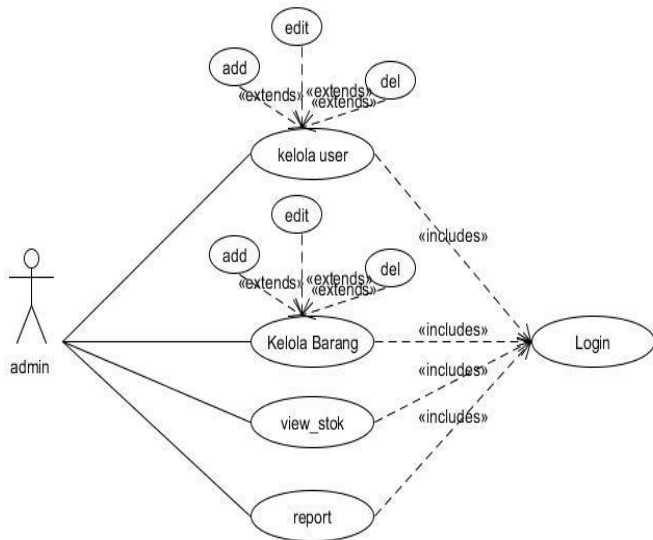 edit
add
del
«extends»
«extends»
«extends»
kelola user
edit
«includes»
add
del
«extends»
«extends»
«extends»
Kelola Barang
«includes»
Login
admin
«includes»
view_stok
«includes»
report